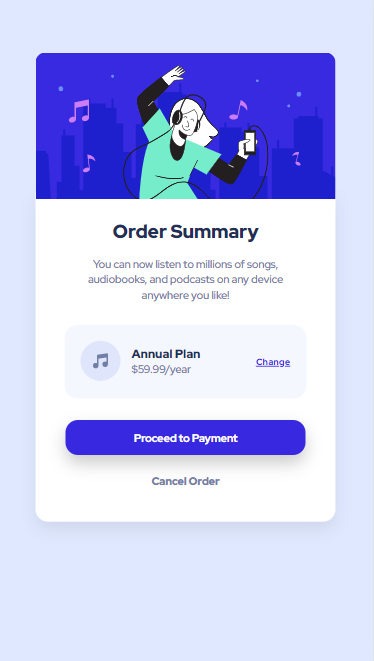 Order Summary
You can now listen to millions of songs,
audiobooks, and podcasts on any device
anywhere you like!
Annual Plan
$59.99/year
Change
Proceed to Payment
Cancel Order